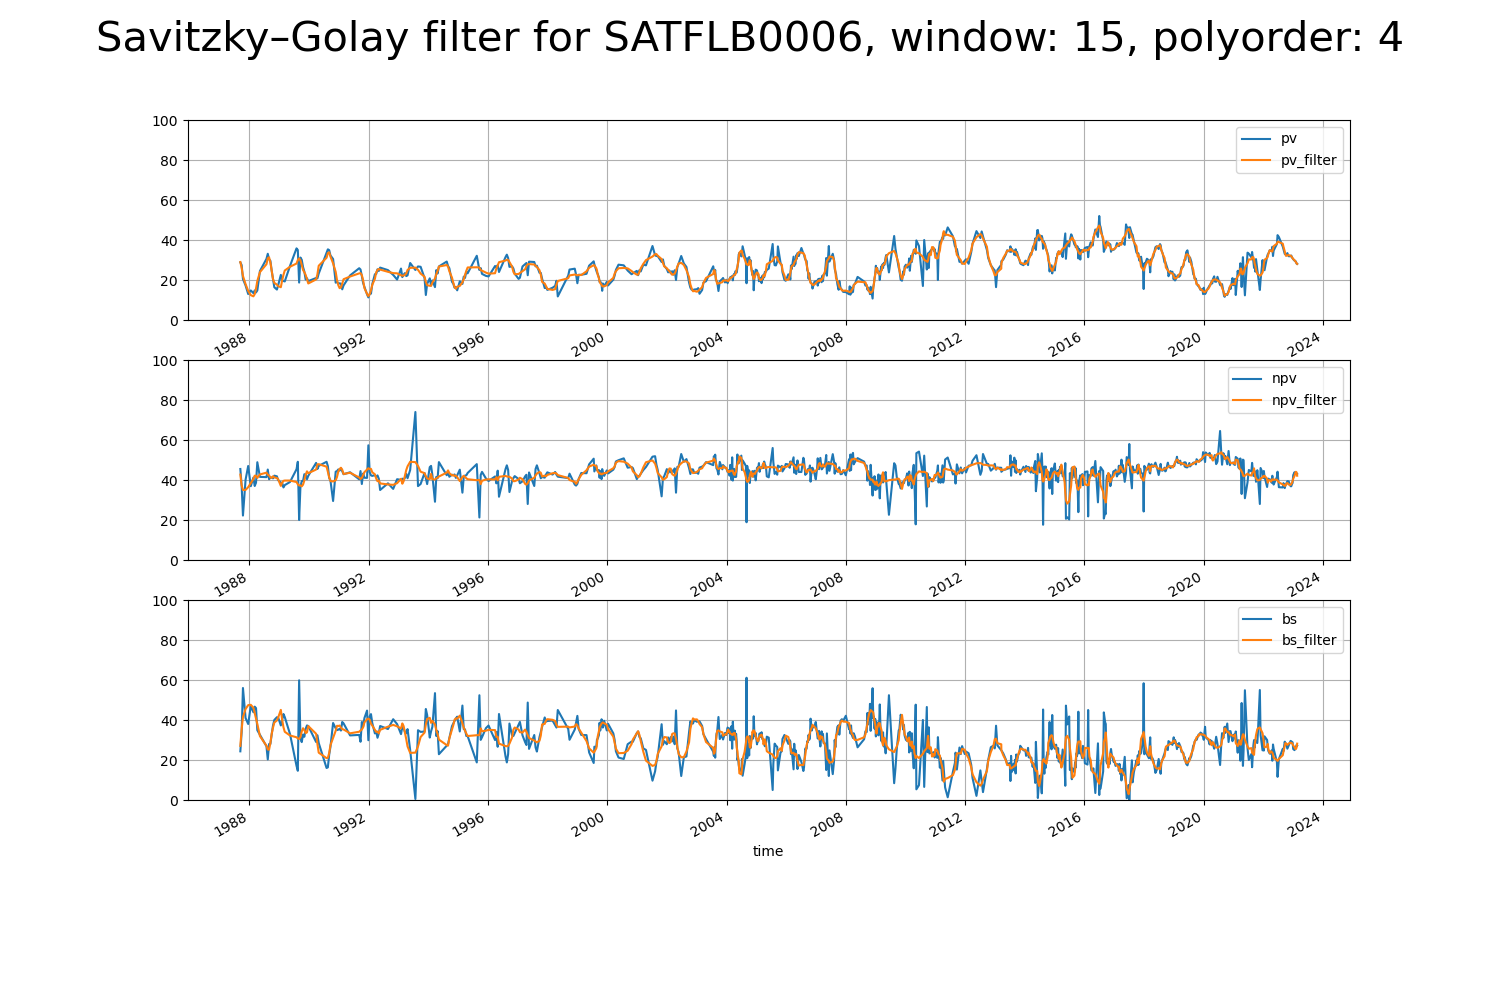 Savitzky–Golay filter for SATFLB0006, window: 15, polyorder: 4
100
80
60
40
20
0
pv
pv_filter
1988 1992 1996 2000 2004 2008 2012 2016 2020 2024
100
80
60
40
20
0
npv
npv_filter
1988 1992 1996 2000 2004 2008 2012 2016 2020 2024
100
80
60
40
20
0
bs
bs_filter
1988 1992 1996 2000 2004 2008 2012 2016 2020 2024
time